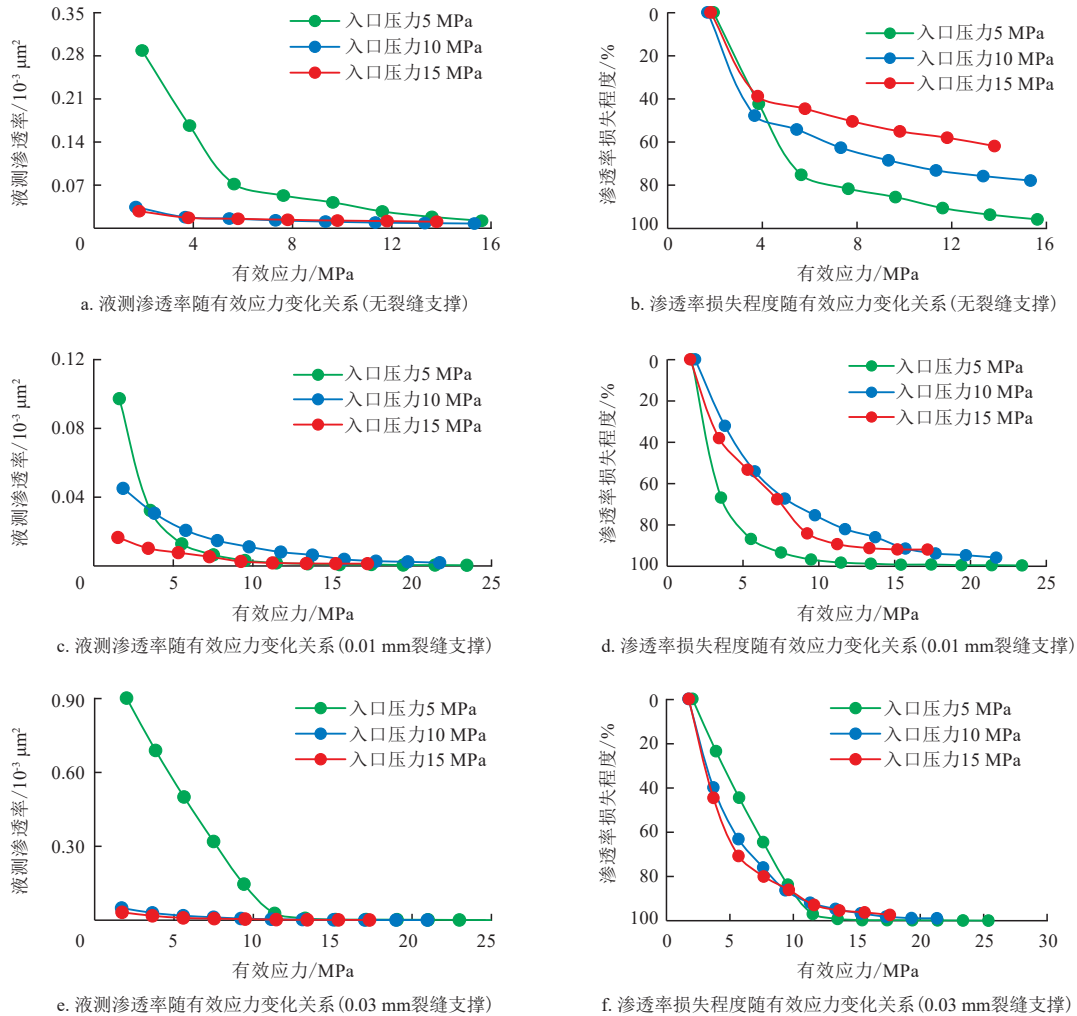 液测渗透率/10⁻³ μm²
0.35
0.28
0.21
0.14
0.07
0
4
8
12
16
入口压力5 MPa
入口压力10 MPa
入口压力15 MPa
有效应力/MPa
a. 液测渗透率随有效应力变化关系(无裂缝支撑)
渗透率损失程度/%
0
20
40
60
80
100
0
4
8
12
16
入口压力5 MPa
入口压力10 MPa
入口压力15 MPa
有效应力/MPa
b. 渗透率损失程度随有效应力变化关系(无裂缝支撑)
液测渗透率/10⁻³ μm²
0.12
0.08
0.04
0
5
10
15
20
25
入口压力5 MPa
入口压力10 MPa
入口压力15 MPa
有效应力/MPa
c. 液测渗透率随有效应力变化关系(0.01 mm裂缝支撑)
渗透率损失程度/%
0
20
40
60
80
100
0
5
10
15
20
25
入口压力5 MPa
入口压力10 MPa
入口压力15 MPa
有效应力/MPa
d. 渗透率损失程度随有效应力变化关系(0.01 mm裂缝支撑)
液测渗透率/10⁻³ μm²
0.90
0.60
0.30
0
5
10
15
20
25
入口压力5 MPa
入口压力10 MPa
入口压力15 MPa
有效应力/MPa
e. 液测渗透率随有效应力变化关系(0.03 mm裂缝支撑)
渗透率损失程度/%
0
20
40
60
80
100
0
5
10
15
20
25
30
入口压力5 MPa
入口压力10 MPa
入口压力15 MPa
有效应力/MPa
f. 渗透率损失程度随有效应力变化关系(0.03 mm裂缝支撑)